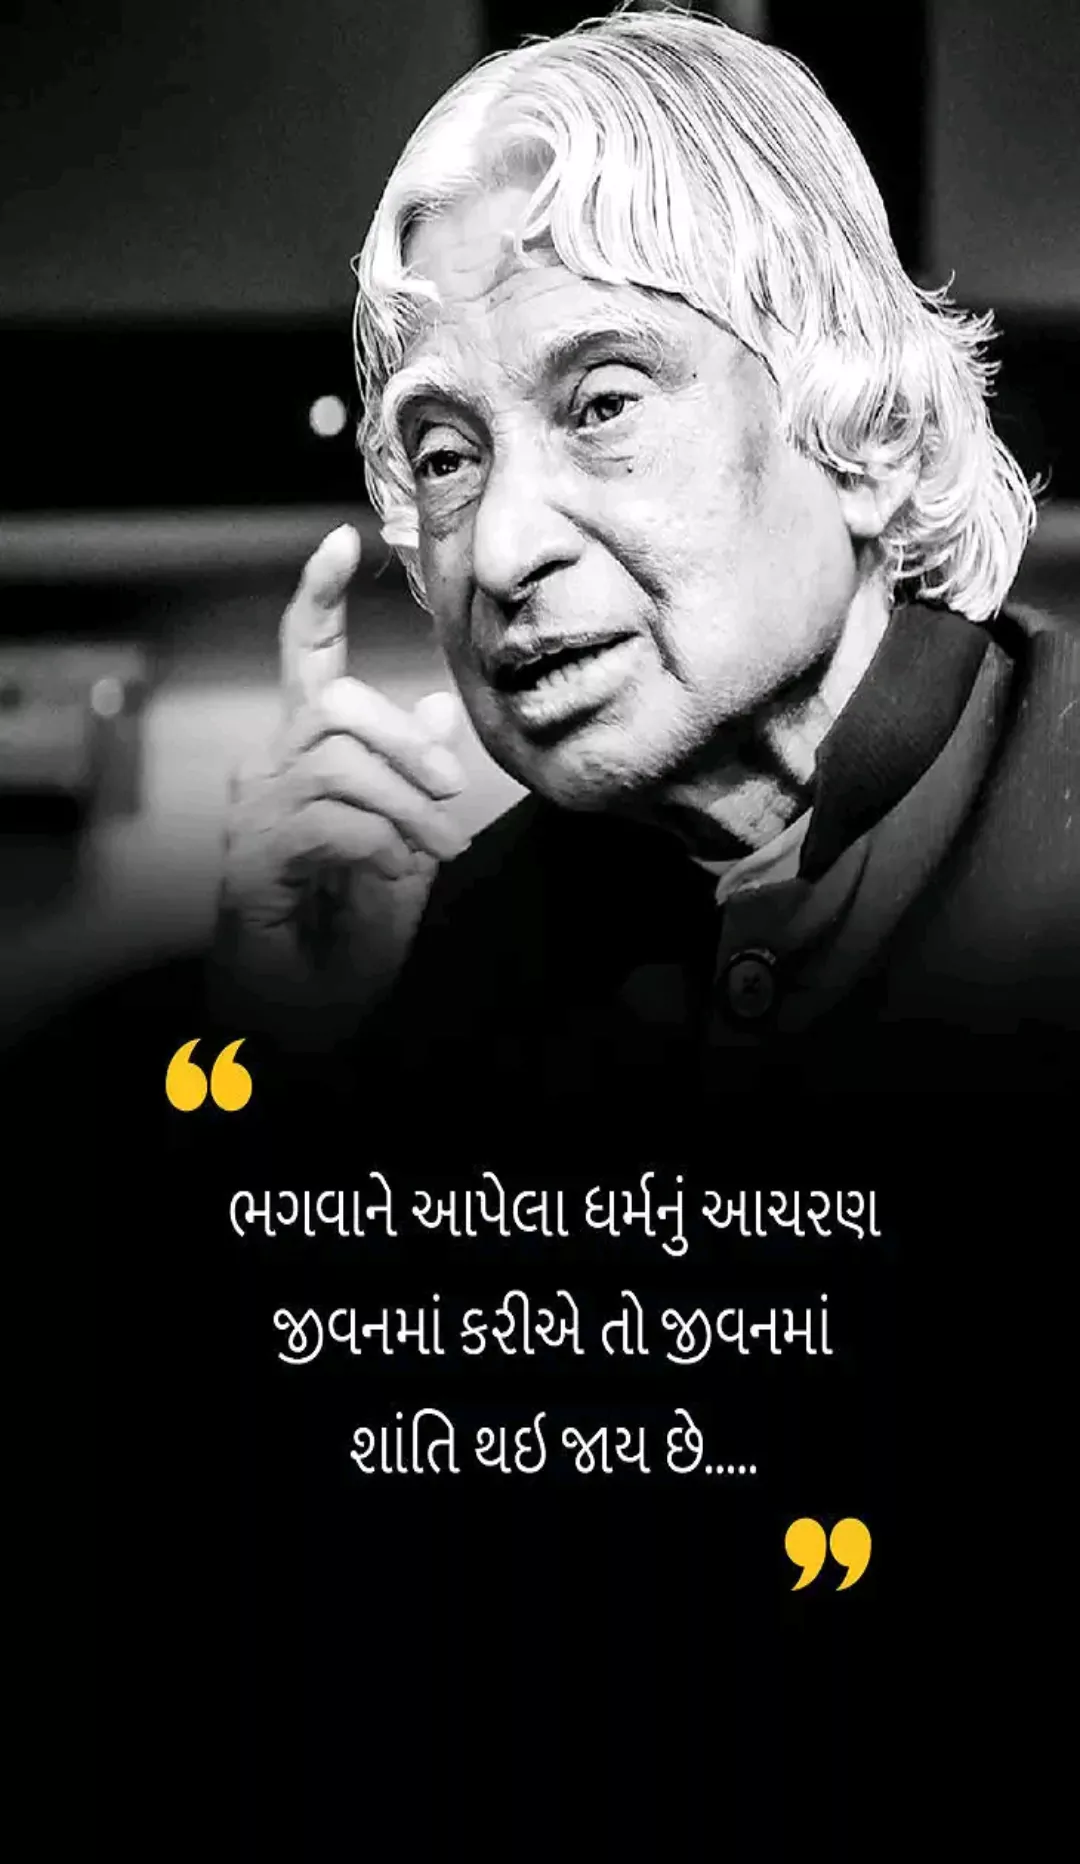 “
ભગવાને આપેલા ધર્મનું આચરણ
જીવનમાં કરીએ તો જીવનમાં
શાંતિ થઇ જાય છે.....
”